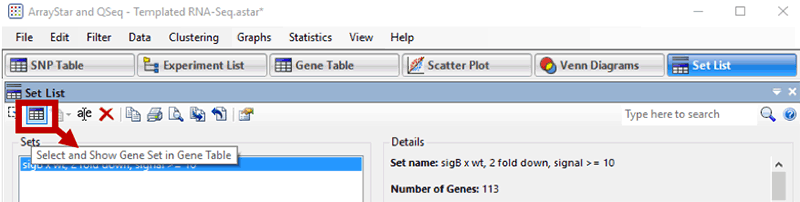 ArrayStar and QSeq - Templated RNA-Seq.astar*
File Edit Filter Data Clustering Graphs Statistics View Help
SNP Table Experiment List Gene Table Scatter Plot Venn Diagrams Set List
Set List
Type here to search
Sets
Details
Select and Show Gene Set in Gene Table
sigB x wt, 2 fold down, signal >= 10
Set name: sigB x wt, 2 fold down, signal >= 10
Number of Genes: 113